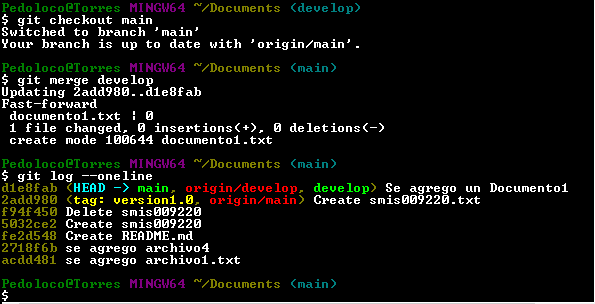 Pedoloco@Torres MINGW64 ~/Documents (develop)
$ git checkout main
Switched to branch 'main'
Your branch is up to date with 'origin/main'.
Pedoloco@Torres MINGW64 ~/Documents (main)
$ git merge develop
Updating 2add980..d1e8fab
Fast-forward
documento1.txt | 0
1 file changed, 0 insertions(+), 0 deletions(-)
create mode 100644 documento1.txt
Pedoloco@Torres MINGW64 ~/Documents (main)
$ git log --oneline
d1e8fab (HEAD -> main, origin/develop, develop) Se agrego un Documento1
2add980 (tag: version1.0, origin/main) Create smis009220.txt
f94f450 Delete smis009220
5032ce2 Create smis009220
fe2d548 Create README.md
2718f6b se agrego archivo4
acdd481 se agrego archivo1.txt
Pedoloco@Torres MINGW64 ~/Documents (main)
$